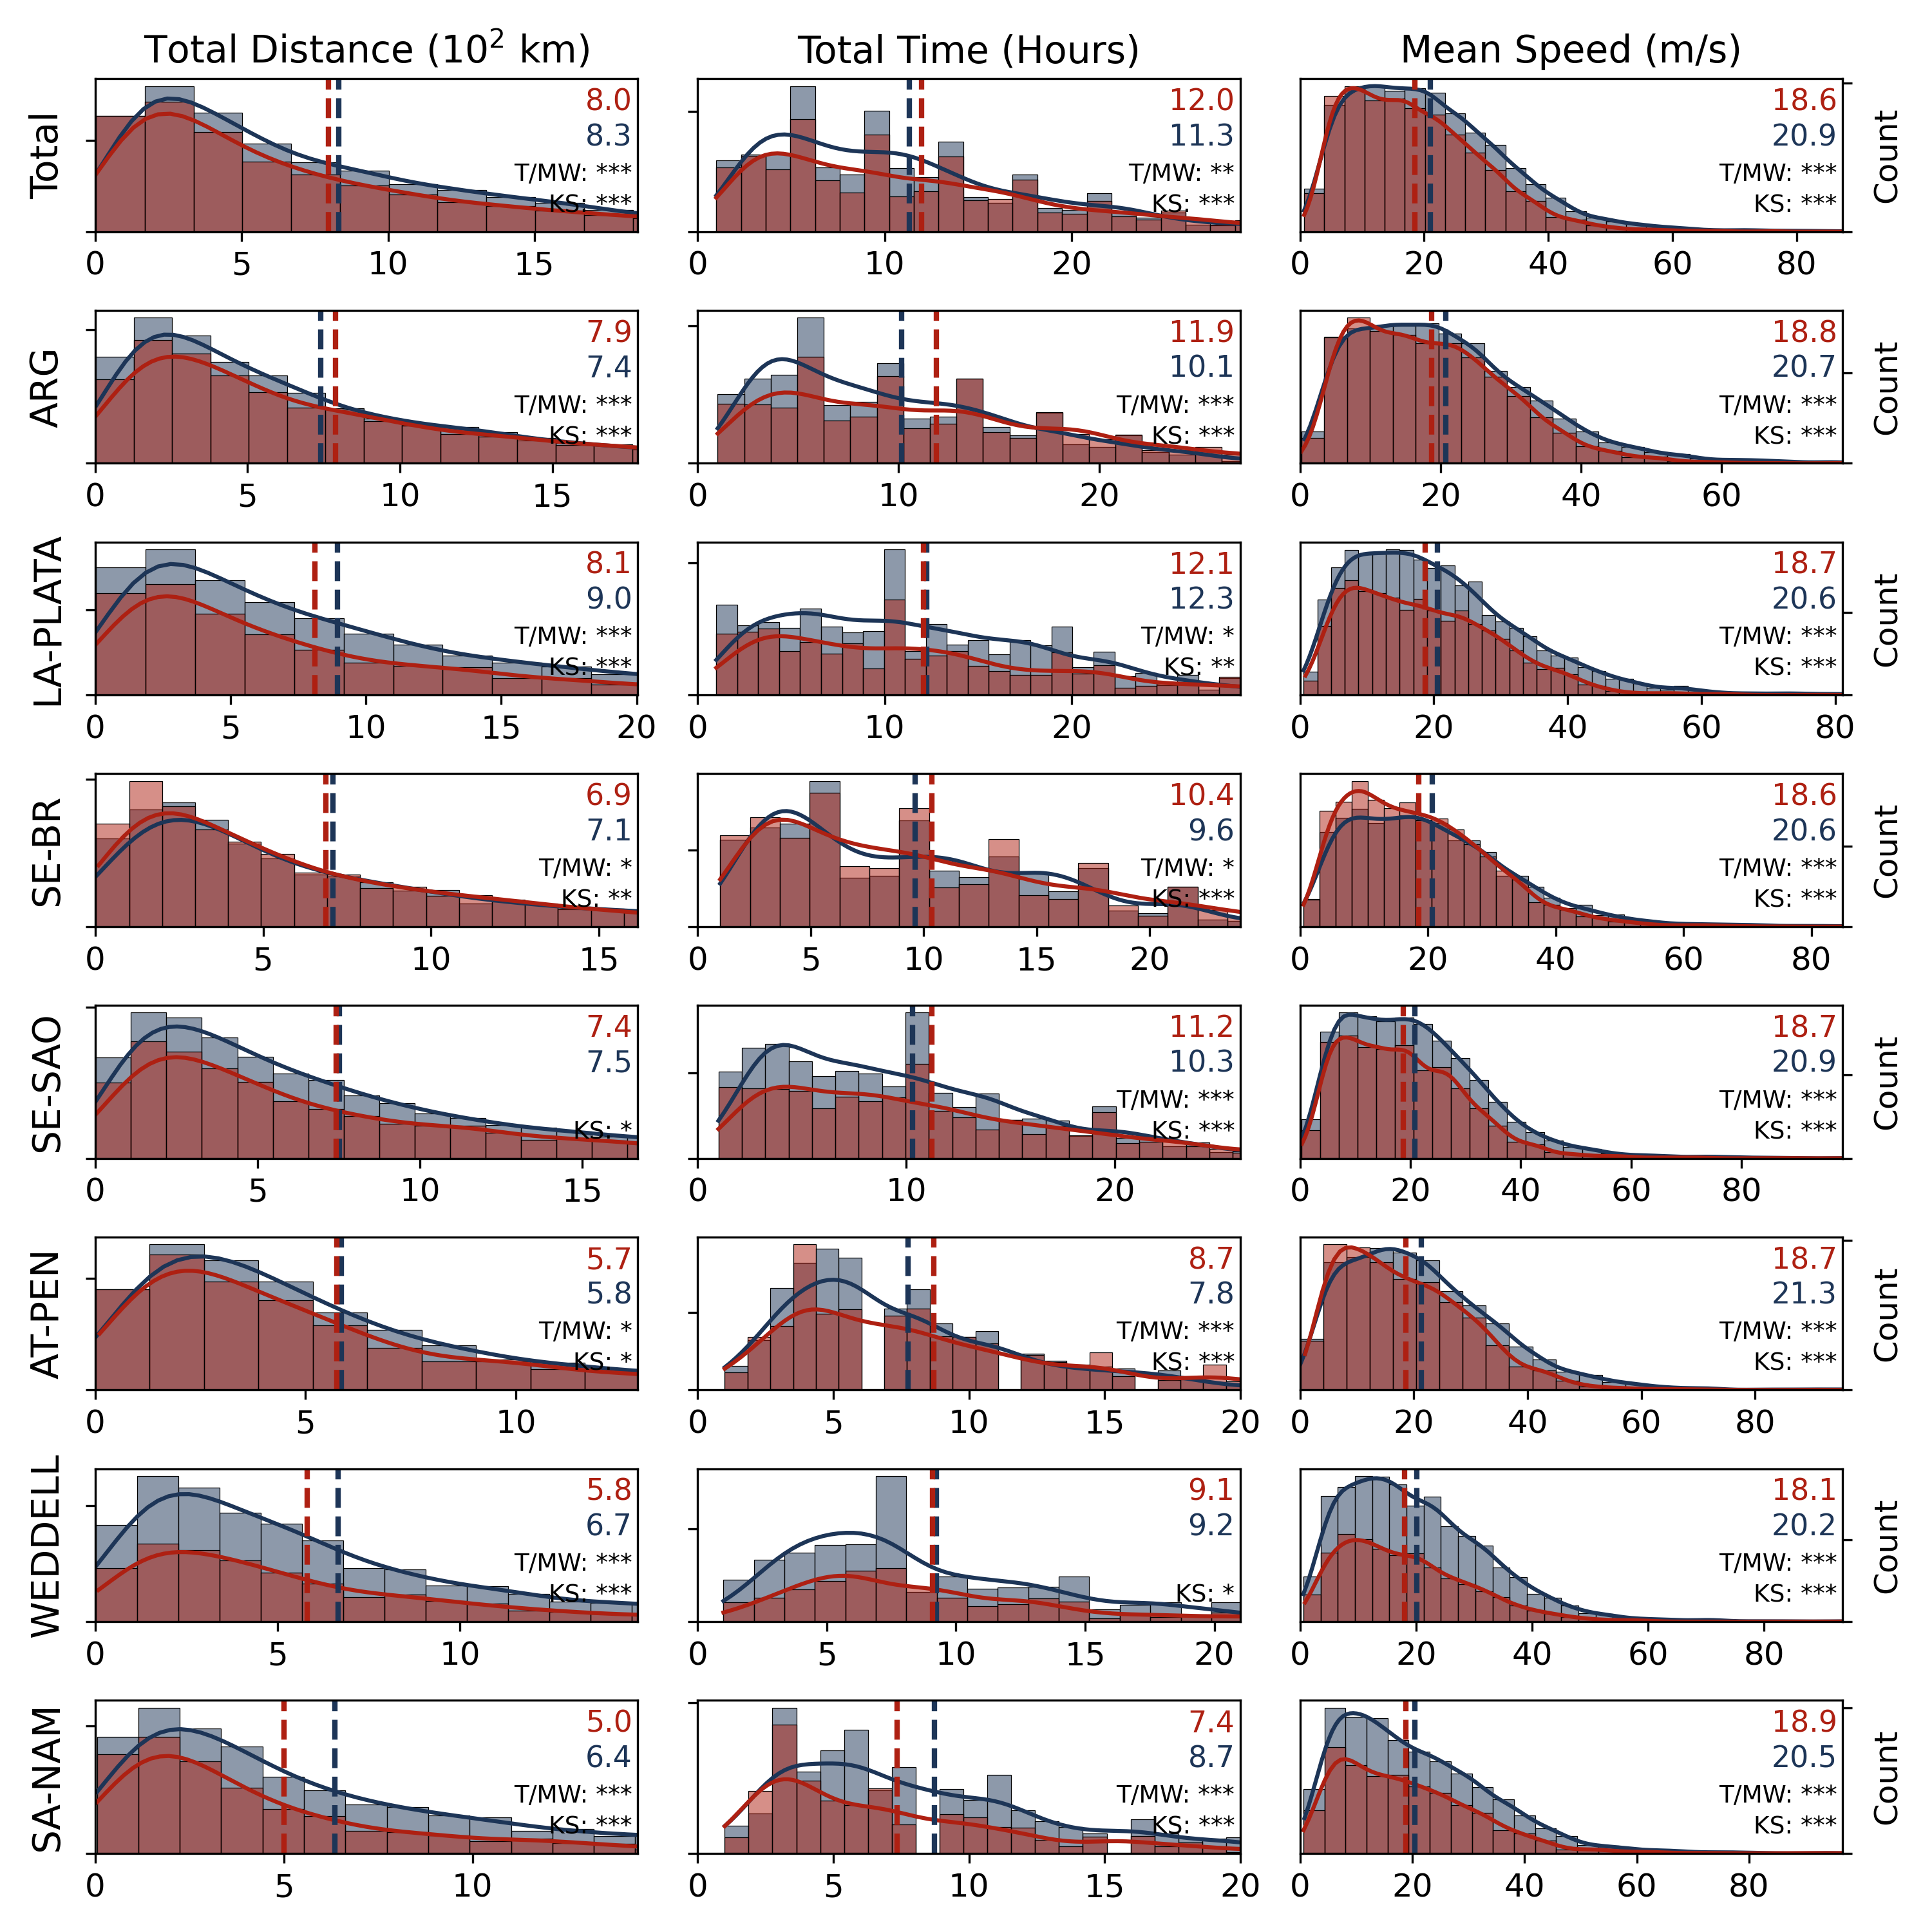 Total Distance (10² km) Total Time (Hours) Mean Speed (m/s)
Total
8.0
8.3
T/MW: ***
KS: ***
0 5 10 15
12.0
11.3
T/MW: **
KS: ***
0 10 20
18.6
20.9
T/MW: ***
KS: ***
0 20 40 60 80
Count
ARG
7.9
7.4
T/MW: ***
KS: ***
0 5 10 15
11.9
10.1
T/MW: ***
KS: ***
0 10 20
18.8
20.7
T/MW: ***
KS: ***
0 20 40 60
Count
LA-PLATA
8.1
9.0
T/MW: ***
KS: ***
0 5 10 15 20
12.1
12.3
T/MW: *
KS: **
0 10 20
18.7
20.6
T/MW: ***
KS: ***
0 20 40 60 80
Count
SE-BR
6.9
7.1
T/MW: *
KS: **
0 5 10 15
10.4
9.6
T/MW: *
KS: ***
0 5 10 15 20
18.6
20.6
T/MW: ***
KS: ***
0 20 40 60 80
Count
SE-SAO
7.4
7.5
KS: *
0 5 10 15
11.2
10.3
T/MW: ***
KS: ***
0 10 20
18.7
20.9
T/MW: ***
KS: ***
0 20 40 60 80
Count
AT-PEN
5.7
5.8
T/MW: *
KS: *
0 5 10
8.7
7.8
T/MW: ***
KS: ***
0 5 10 15 20
18.7
21.3
T/MW: ***
KS: ***
0 20 40 60 80
Count
WEDDELL
5.8
6.7
T/MW: ***
KS: ***
0 5 10
9.1
9.2
KS: *
0 5 10 15 20
18.1
20.2
T/MW: ***
KS: ***
0 20 40 60 80
Count
SA-NAM
5.0
6.4
T/MW: ***
KS: ***
0 5 10
7.4
8.7
T/MW: ***
KS: ***
0 5 10 15 20
18.9
20.5
T/MW: ***
KS: ***
0 20 40 60 80
Count